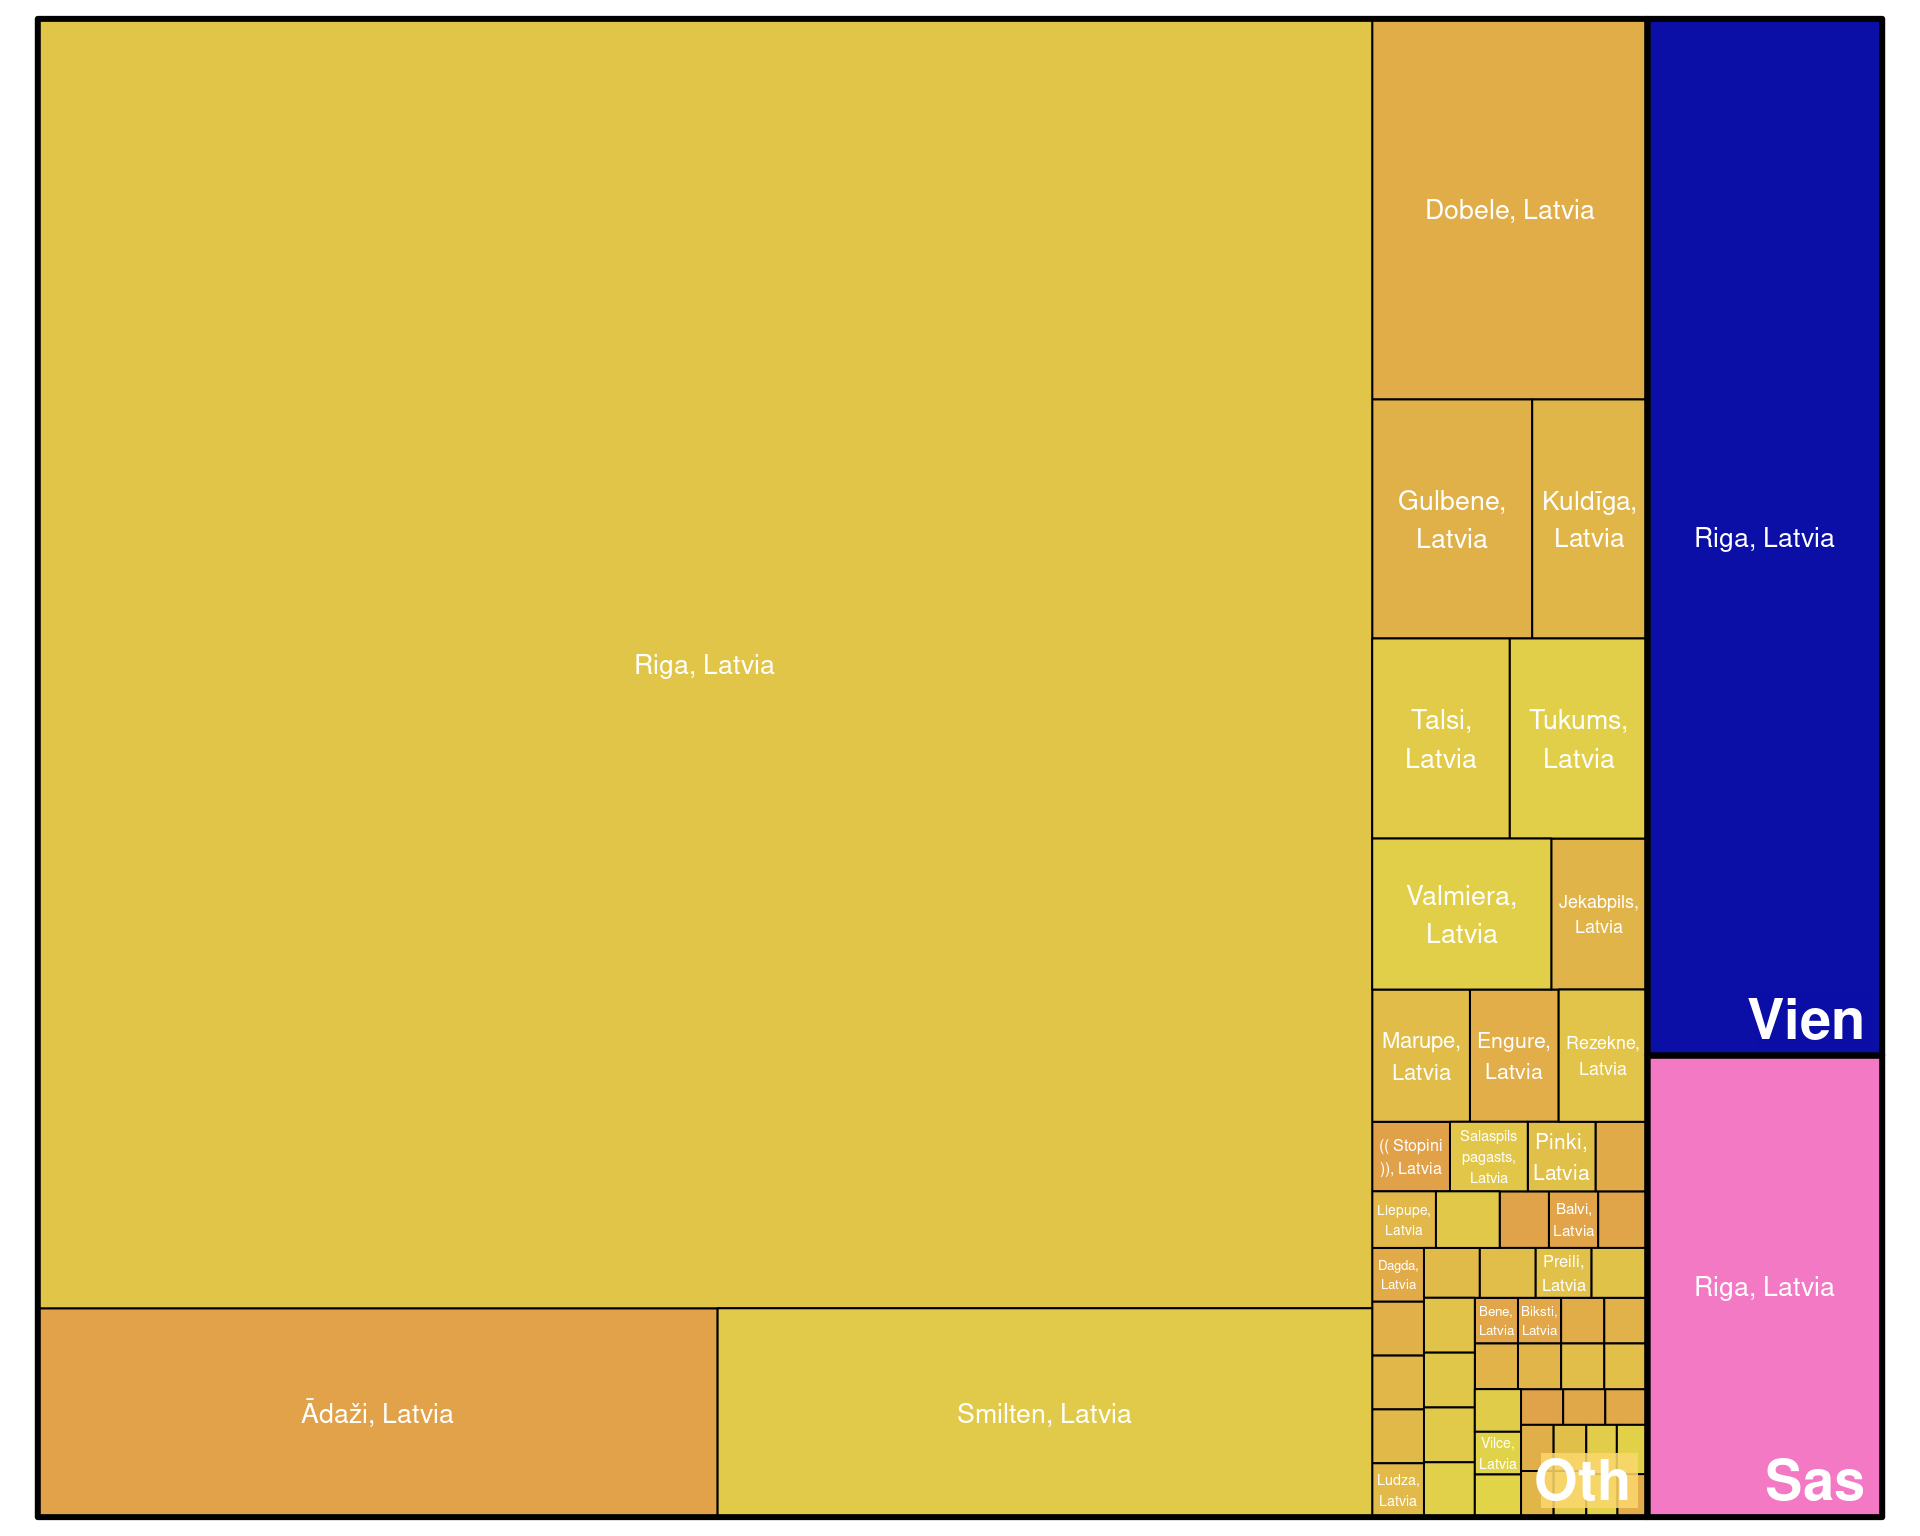 Riga, Latvia
Ādaži, Latvia
Smilten, Latvia
Dobele, Latvia
Gulbene,
Latvia
Kuldīga,
Latvia
Talsi,
Latvia
Tukums,
Latvia
Valmiera,
Latvia
Jekabpils,
Latvia
Marupe,
Latvia
Engure,
Latvia
Rezekne,
Latvia
(( Stopini
)), Latvia
Salaspils
pagasts,
Latvia
Pinki,
Latvia
Liepupe,
Latvia
Balvi,
Latvia
Dagda,
Latvia
Preili,
Latvia
Bene,
Latvia
Biksti,
Latvia
Vilce,
Latvia
Ludza,
Latvia
Oth
Riga, Latvia
Vien
Riga, Latvia
Sas